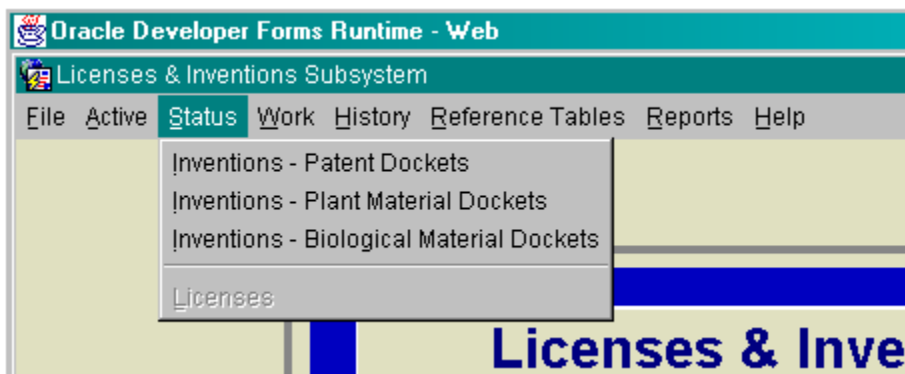 Oracle Developer Forms Runtime - Web
Licenses & Inventions Subsystem
File Active Status Work History Reference Tables Reports Help
Inventions - Patent Dockets
Inventions - Plant Material Dockets
Inventions - Biological Material Dockets
Licenses
Licenses & Inve